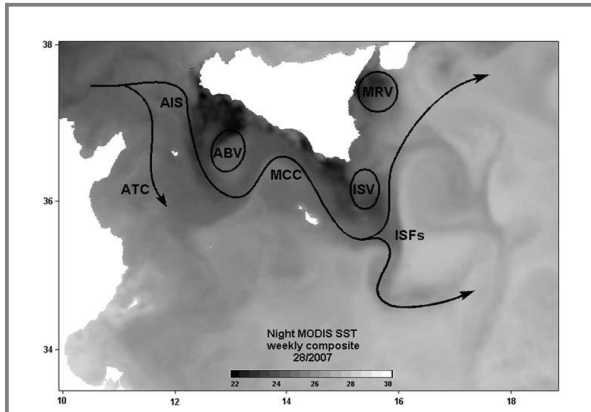 38
MRV
AIS
ABV
MCC
ATC
ISV
36
ISFs
Night MODIS SST
weekly composite
28/2007
34
22 24 26 28 30
10 12 14 16 18